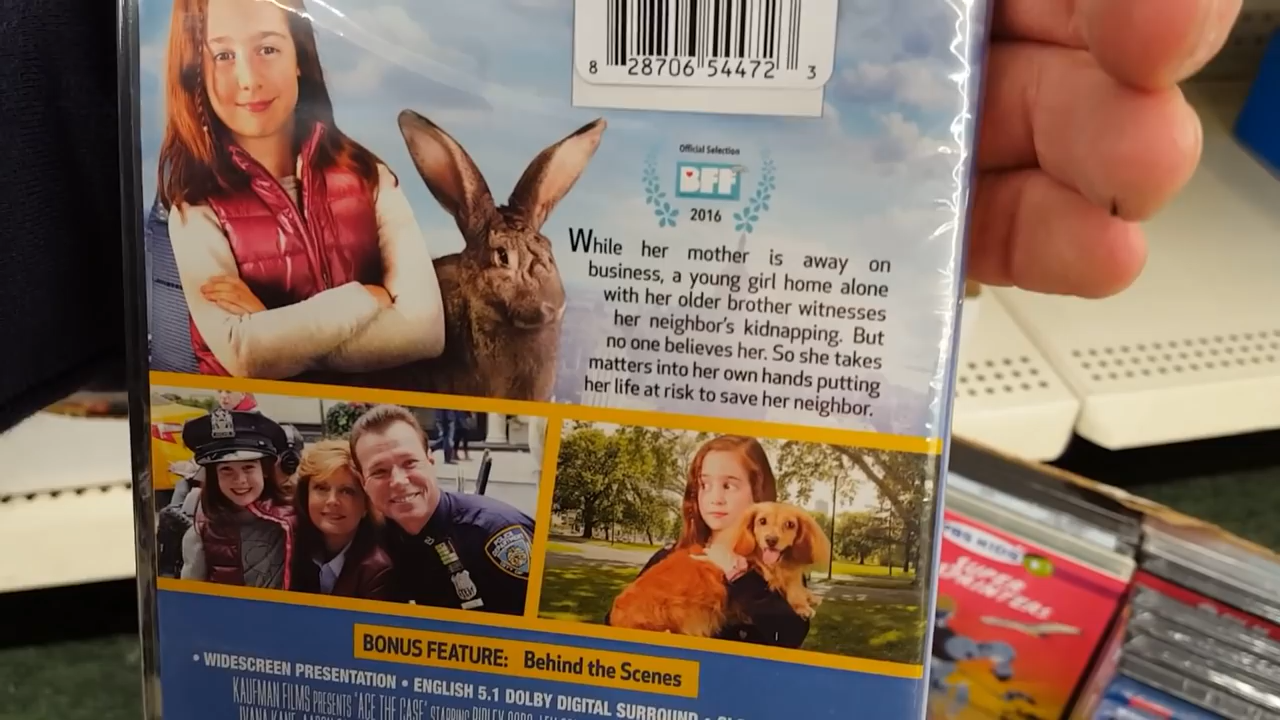 8 28706 54472 3
Official Selection
BFF
2016
While her mother is away on
business, a young girl home alone
with her older brother witnesses
her neighbor's kidnapping. But
no one believes her. So she takes
matters into her own hands putting
her life at risk to save her neighbor.
BONUS FEATURE: Behind the Scenes
• WIDESCREEN PRESENTATION • ENGLISH 5.1 DOLBY DIGITAL SURROUND •
KAUFMAN FILMS PRESENTS "ACE THE CASE" STARRING RIPLEY
PBS KIDS
SUPER